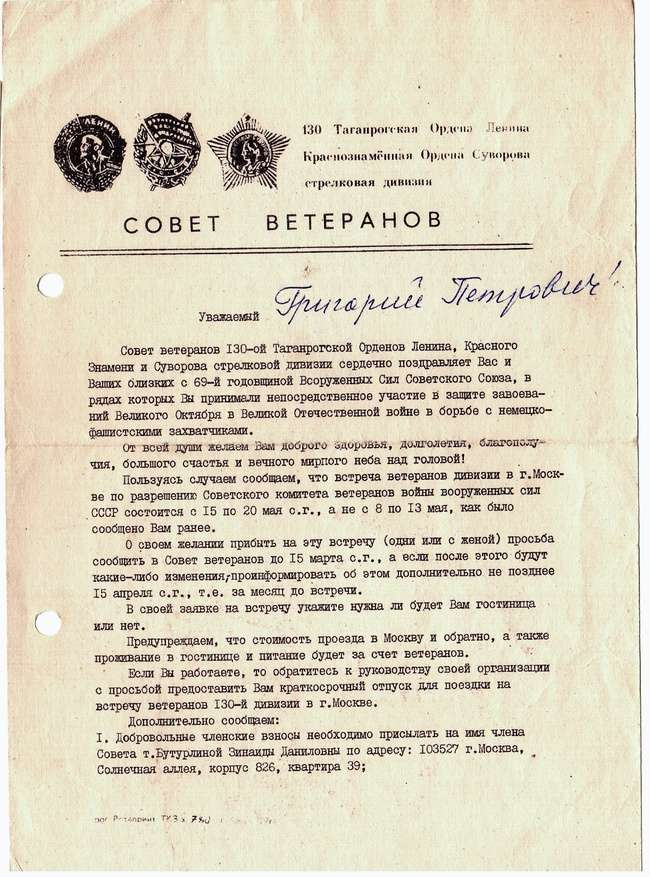 ЛЕНИН
130 Таганрогская Ордена Ленина
Краснознамённая Ордена Суворова
стрелковая дивизия
СОВЕТ ВЕТЕРАНОВ
Уважаемый Григорий Петрович!
Совет ветеранов I30-ой Таганрогской Орденов Ленина, Красного
Знамени и Суворова стрелковой дивизии сердечно поздравляет Вас и
Ваших близких с 69-й годовщиной Вооруженных Сил Советского Союза, в
рядах которых Вы принимали непосредственное участие в защите завоева-
ний Великого Октября в Великой Отечественной войне в борьбе с немецко-
фашистскими захватчиками.
От всей души желаем Вам доброго здоровья, долголетия, благополу-
чия, большого счастья и вечного мирного неба над головой!
Пользуясь случаем сообщаем, что встреча ветеранов дивизии в г.Моск-
ве по разрешению Советского комитета ветеранов войны вооруженных сил
СССР состоится с I5 по 20 мая с.г., а не с 8 по I3 мая, как было
сообщено Вам ранее.
О своем желании прибыть на эту встречу (одни или с женой) просьба
сообщить в Совет ветеранов до I5 марта с.г., а если после этого будут
какие-либо изменения,проинформировать об этом дополнительно не позднее
I5 апреля с.г., т.е. за месяц до встречи.
В своей заявке на встречу укажите нужна ли будет Вам гостиница
или нет.
Предупреждаем, что стоимость проезда в Москву и обратно, а также
проживание в гостинице и питание будет за счет ветеранов.
Если Вы работаете, то обратитесь к руководству своей организации
с просьбой предоставить Вам краткосрочный отпуск для поездки на
встречу ветеранов I30-й дивизии в г.Москве.
Дополнительно сообщаем:
I. Добровольные членские взносы необходимо присылать на имя члена
Совета т.Бутурлиной Зинаиды Даниловны по адресу: I03527 г.Москва,
Солнечная аллея, корпус 826, квартира 39;